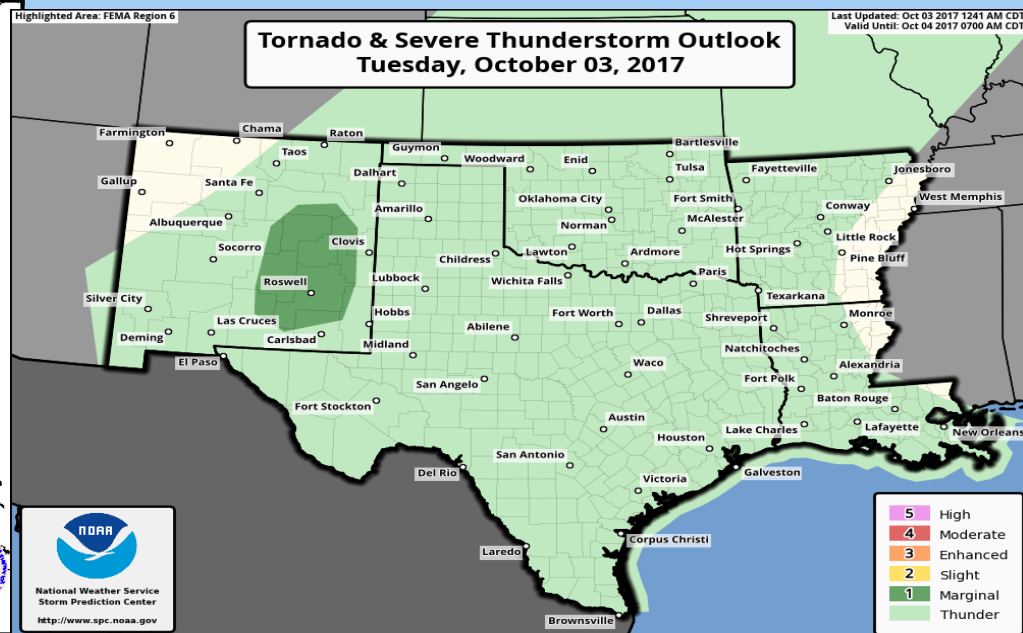 Highlighted Area: FEMA Region 6
Last Updated: Oct 03 2017 1241 AM CDT
Valid Until: Oct 04 2017 0700 AM CDT
Tornado & Severe Thunderstorm Outlook
Tuesday, October 03, 2017
Farmington
Chama
Raton
Taos
Guymon
Woodward
Enid
Bartlesville
Tulsa
Fayetteville
Jonesboro
Gallup
Santa Fe
Dalhart
Amarillo
Oklahoma City
Fort Smith
Conway
West Memphis
Albuquerque
Norman
McAlester
Little Rock
Socorro
Clovis
Childress
Lawton
Ardmore
Hot Springs
Pine Bluff
Roswell
Lubbock
Wichita Falls
Paris
Texarkana
Silver City
Las Cruces
Hobbs
Abilene
Fort Worth
Dallas
Shreveport
Monroe
Deming
Carlsbad
Midland
Natchitoches
El Paso
San Angelo
Waco
Fort Polk
Alexandria
Fort Stockton
Austin
Baton Rouge
Houston
Lake Charles
Lafayette
New Orleans
Del Rio
San Antonio
Victoria
Galveston
Laredo
Corpus Christi
Brownsville
NOAA
National Weather Service
Storm Prediction Center
http://www.spc.noaa.gov
5 High
4 Moderate
3 Enhanced
2 Slight
1 Marginal
Thunder